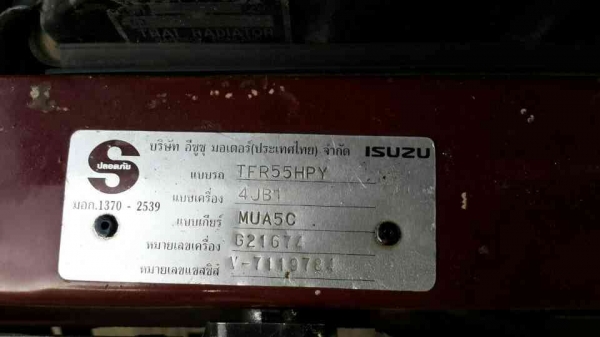 THAI RADIATOR
บริษัท อีซูซุ มอเตอร์(ประเทศไทย) จำกัด ISUZU
ปลอดภัย
แบบรถ TFR55HPY
แบบเครื่อง 4JB1
มอก.1370 - 2539
แบบเกียร์ MUA5C
หมายเลขเครื่อง
หมายเลขแชสซีส์